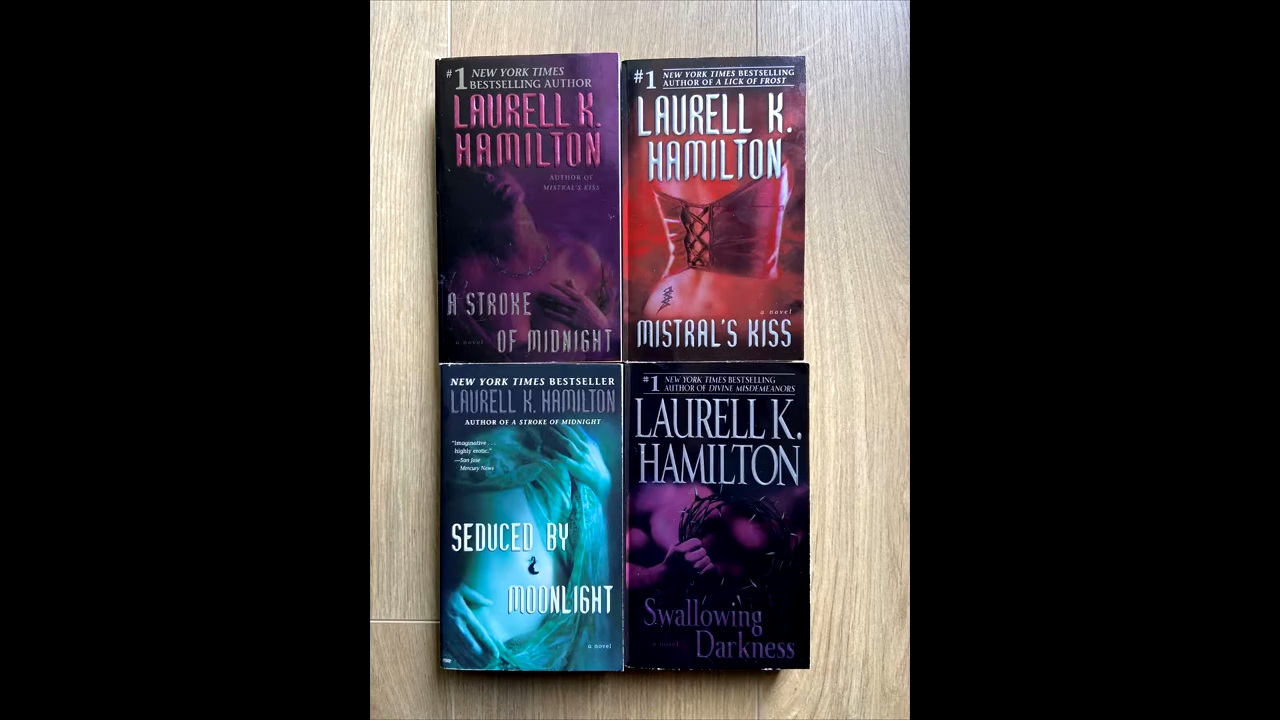 #1 NEW YORK TIMES
BESTSELLING AUTHOR
LAURELL K.
HAMILTON
AUTHOR OF
MISTRAL'S KISS
A STROKE
OF MIDNIGHT
a novel
#1 NEW YORK TIMES BESTSELLING
AUTHOR OF A LICK OF FROST
LAURELL K.
HAMILTON
a novel
MISTRAL'S KISS
NEW YORK TIMES BESTSELLER
LAURELL K. HAMILTON
AUTHOR OF A STROKE OF MIDNIGHT
"Imaginative . . .
highly erotic."
—San Jose
Mercury News
SEDUCED BY
MOONLIGHT
a novel
#1 NEW YORK TIMES BESTSELLING
AUTHOR OF DIVINE MISDEMEANORS
LAURELL K.
HAMILTON
Swallowing
Darkness
a novel